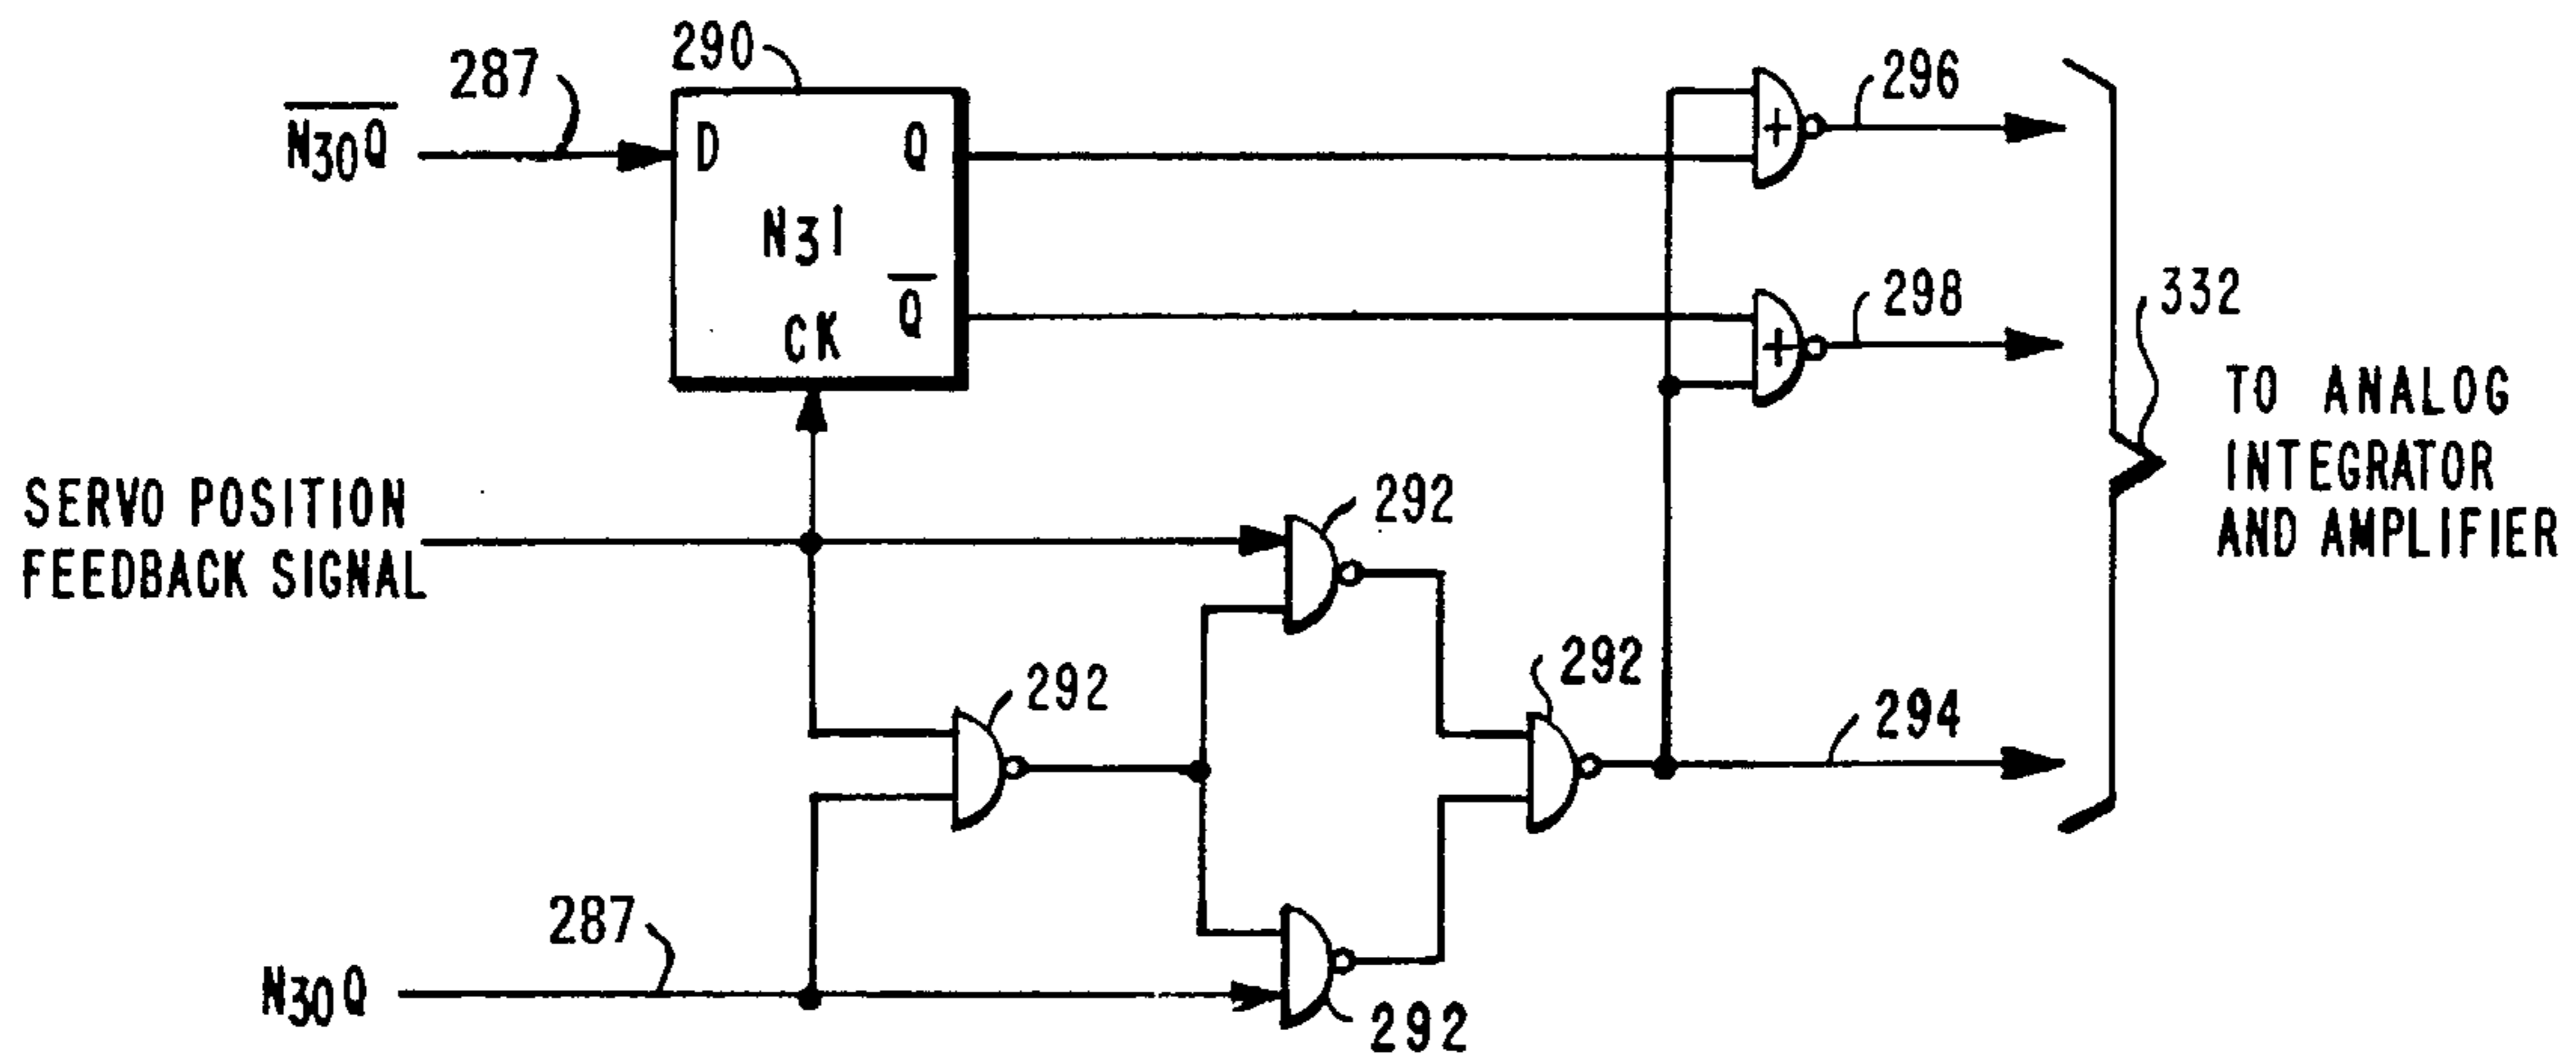 290
287
296
N30Q
D
Q
N31
298
332
Q
CK
TO ANALOG
INTEGRATOR
AND AMPLIFIER
SERVO POSITION
FEEDBACK SIGNAL
292
292
292
294
287
N30Q
292
+
+